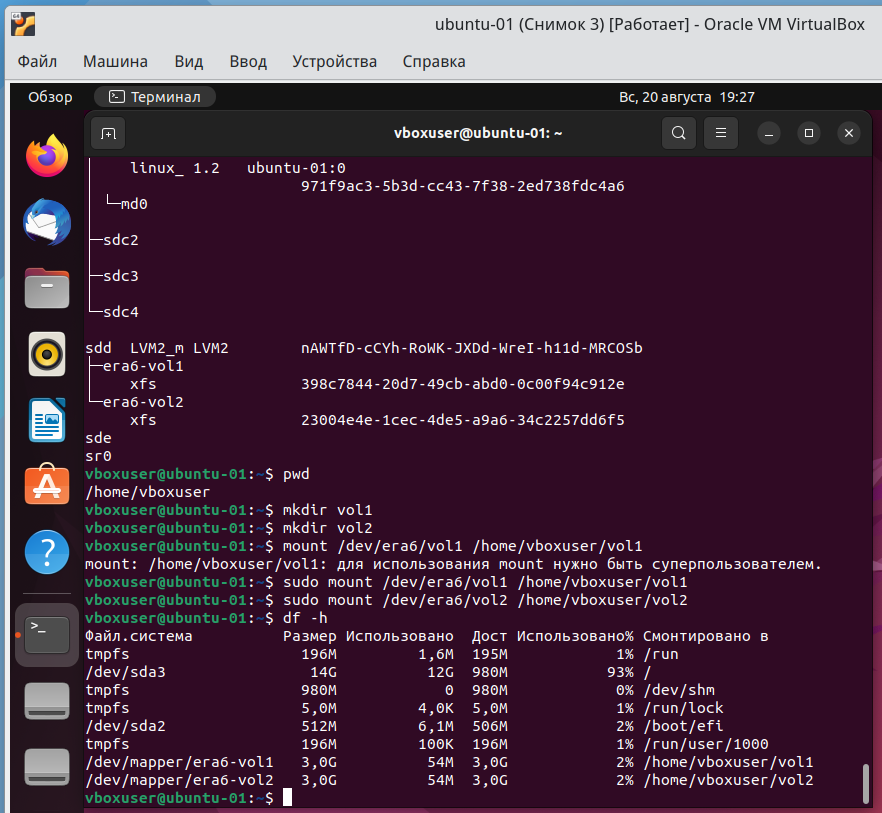 ubuntu-01 (Снимок 3) [Работает] - Oracle VM VirtualBox
Файл Машина Вид Ввод Устройства Справка
Обзор Терминал Вс, 20 августа 19:27
vboxuser@ubuntu-01: ~
linux_ 1.2 ubuntu-01:0
971f9ac3-5b3d-cc43-7f38-2ed738fdc4a6
└─md0
├─sdc2
├─sdc3
└─sdc4
sdd LVM2_m LVM2 nAWTfD-cCYh-RoWK-JXDd-WreI-h11d-MRCOSb
├─era6-vol1
xfs 398c7844-20d7-49cb-abd0-0c00f94c912e
└─era6-vol2
xfs 23004e4e-1cec-4de5-a9a6-34c2257dd6f5
sde
sr0
vboxuser@ubuntu-01:~$ pwd
/home/vboxuser
vboxuser@ubuntu-01:~$ mkdir vol1
vboxuser@ubuntu-01:~$ mkdir vol2
vboxuser@ubuntu-01:~$ mount /dev/era6/vol1 /home/vboxuser/vol1
mount: /home/vboxuser/vol1: для использования mount нужно быть суперпользователем.
vboxuser@ubuntu-01:~$ sudo mount /dev/era6/vol1 /home/vboxuser/vol1
vboxuser@ubuntu-01:~$ sudo mount /dev/era6/vol2 /home/vboxuser/vol2
vboxuser@ubuntu-01:~$ df -h
Файл.система Размер Использовано Дост Использовано% Смонтировано в
tmpfs 196M 1,6M 195M 1% /run
/dev/sda3 14G 12G 980M 93% /
tmpfs 980M 0 980M 0% /dev/shm
tmpfs 5,0M 4,0K 5,0M 1% /run/lock
/dev/sda2 512M 6,1M 506M 2% /boot/efi
tmpfs 196M 100K 196M 1% /run/user/1000
/dev/mapper/era6-vol1 3,0G 54M 3,0G 2% /home/vboxuser/vol1
/dev/mapper/era6-vol2 3,0G 54M 3,0G 2% /home/vboxuser/vol2
vboxuser@ubuntu-01:~$